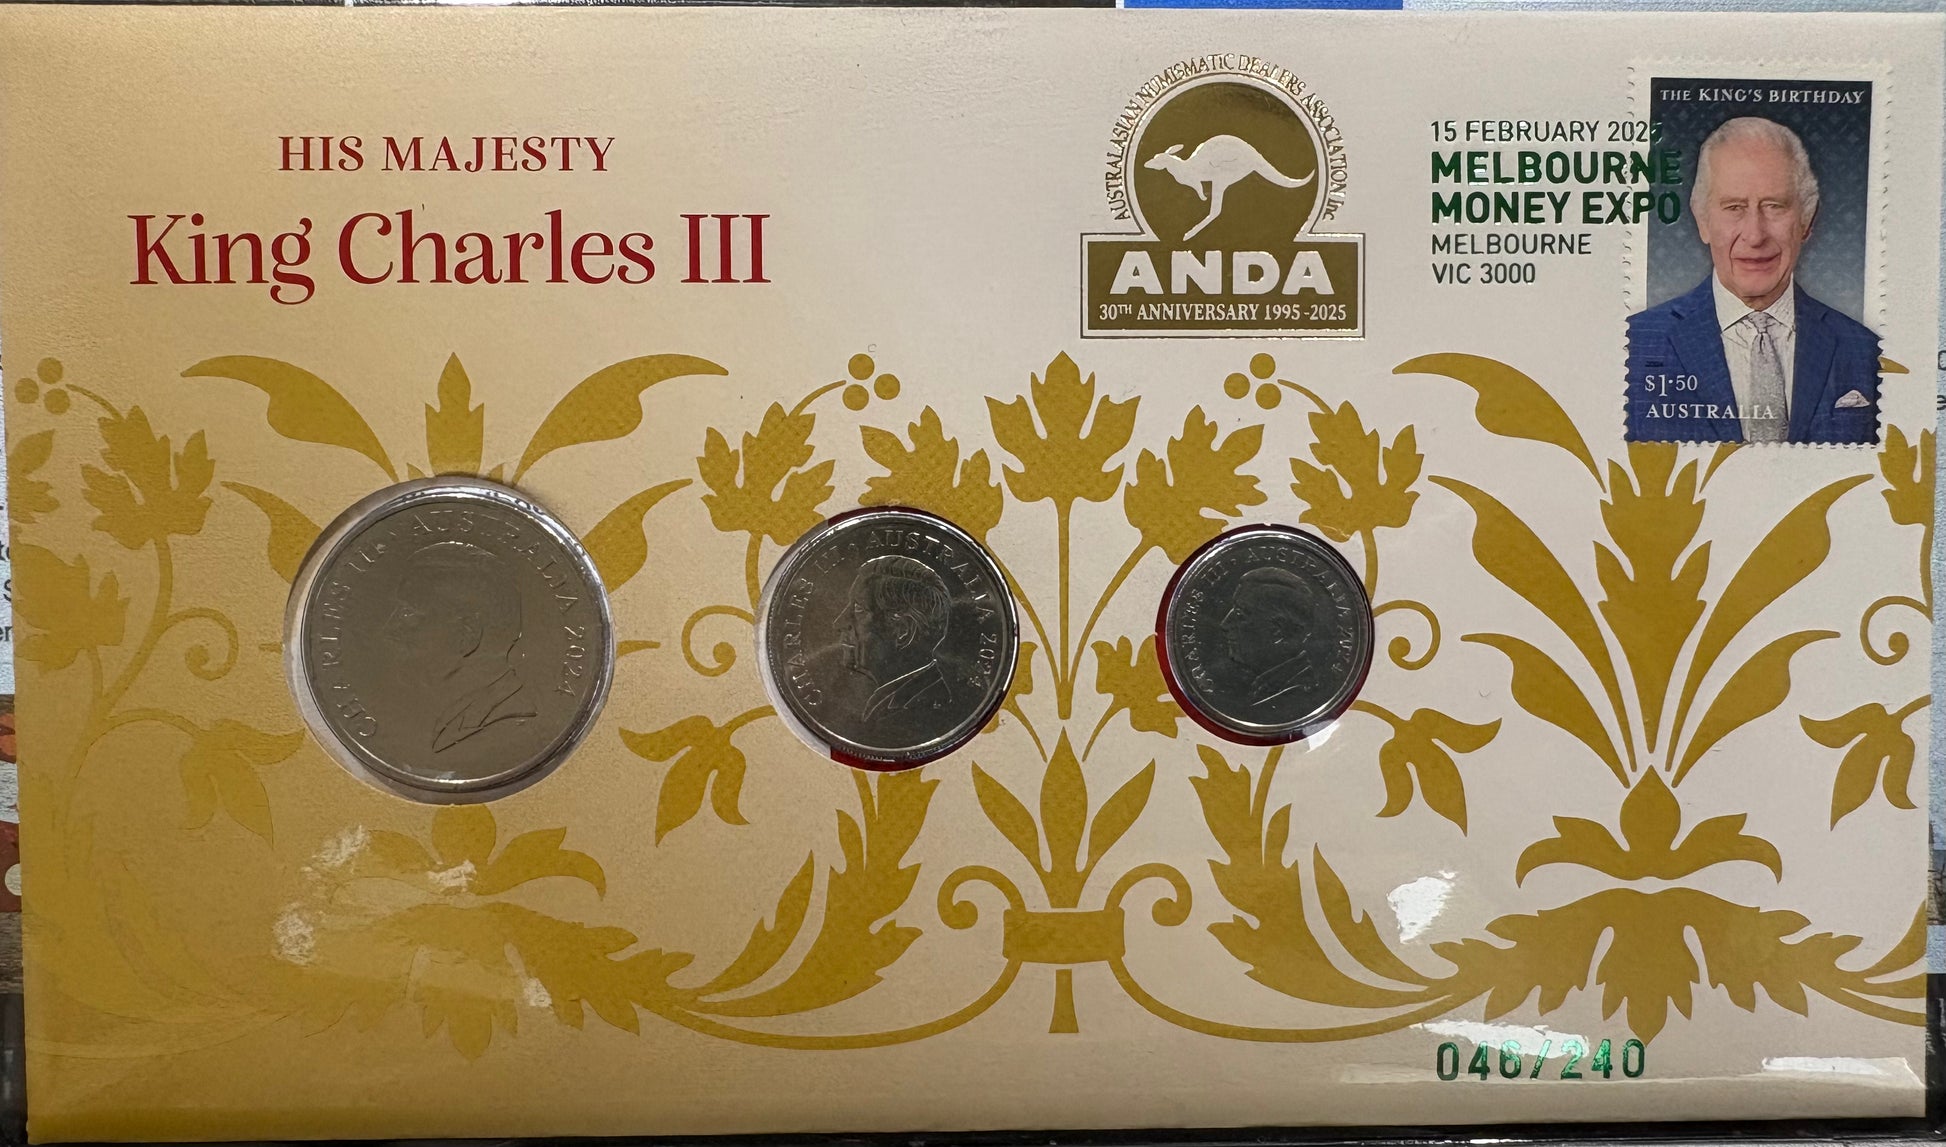 HIS MAJESTY
King Charles III
AUSTRALASIAN NUMISMATIC DEALERS ASSOCIATION Inc
ANDA
30TH ANNIVERSARY 1995-2025
15 FEBRUARY 2025
MELBOURNE
MONEY EXPO
MELBOURNE
VIC 3000
THE KING'S BIRTHDAY
$1.50
AUSTRALIA
CHARLES III · AUSTRALIA 2024
CHARLES III · AUSTRALIA 2024
CHARLES III · AUSTRALIA 2024
046/240